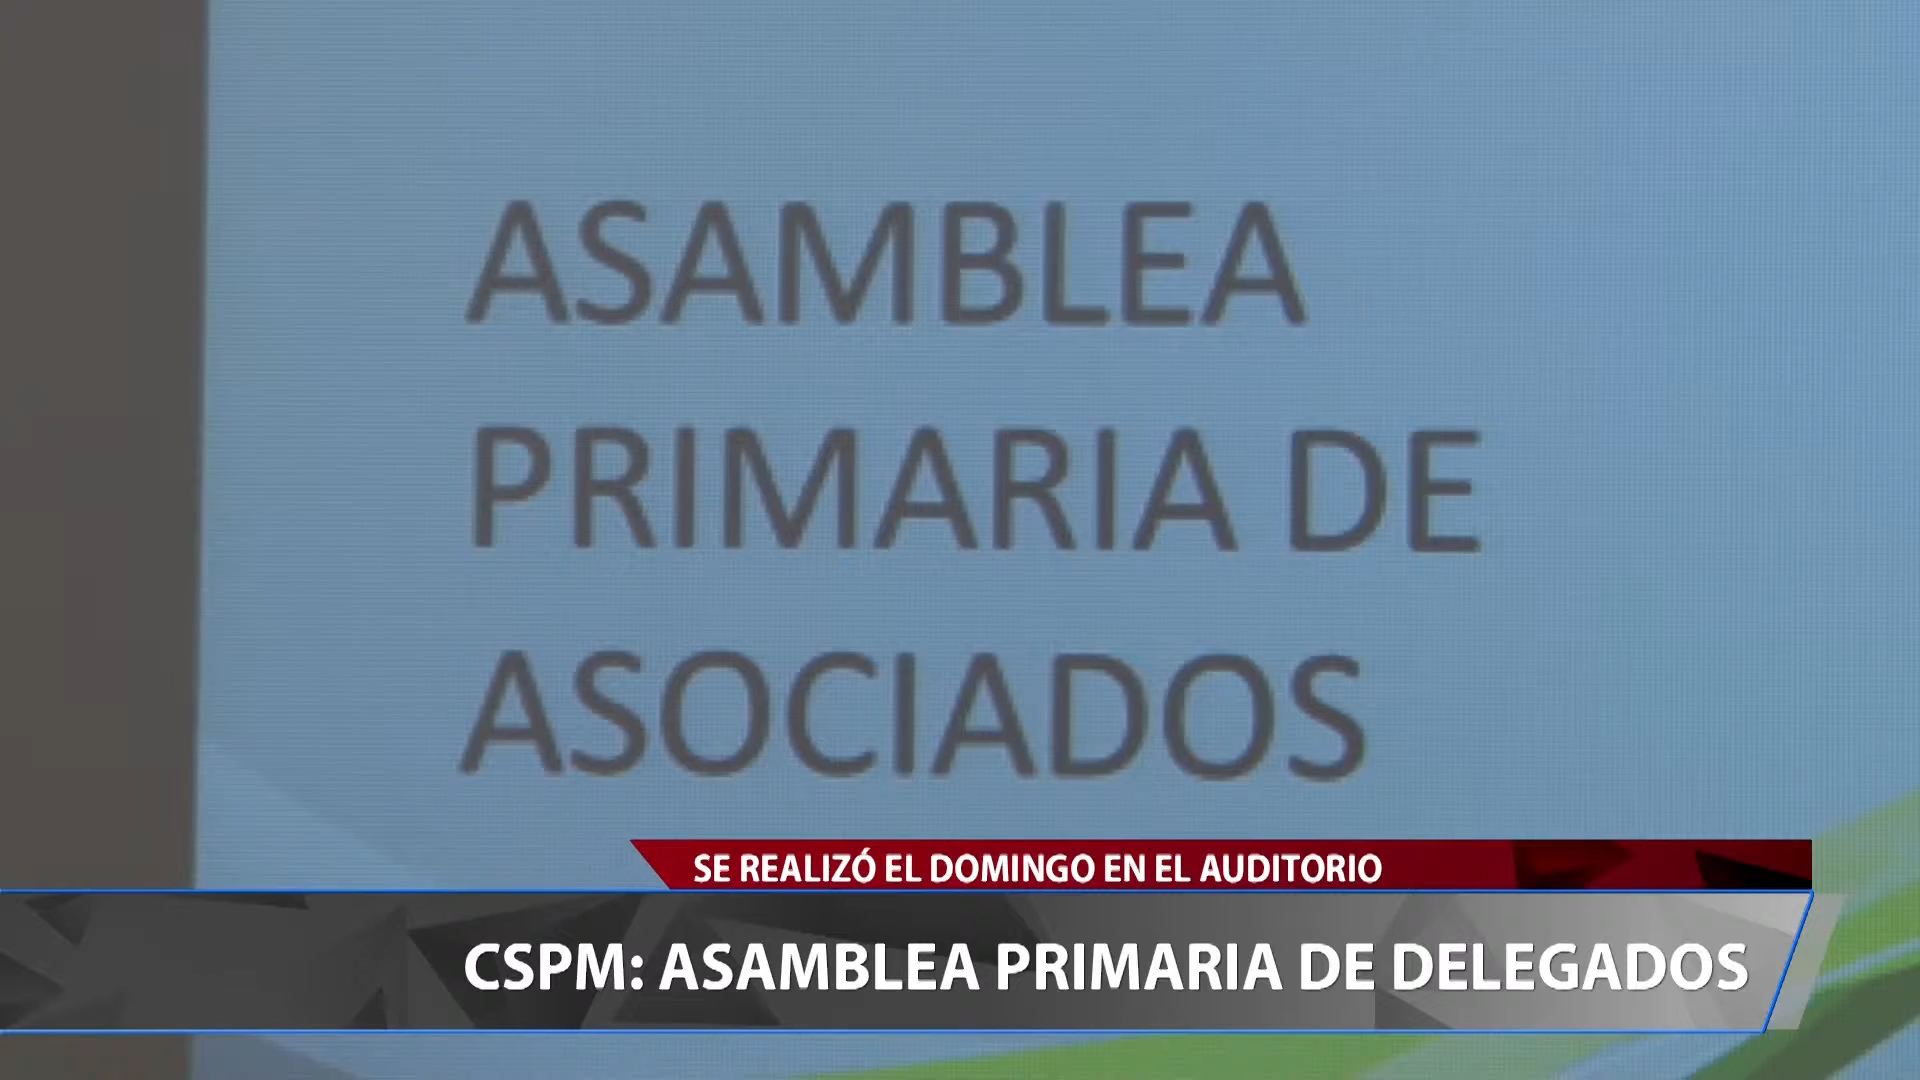 ASAMBLEA
PRIMARIA DE
ASOCIADOS
SE REALIZÓ EL DOMINGO EN EL AUDITORIO
CSPM: ASAMBLEA PRIMARIA DE DELEGADOS